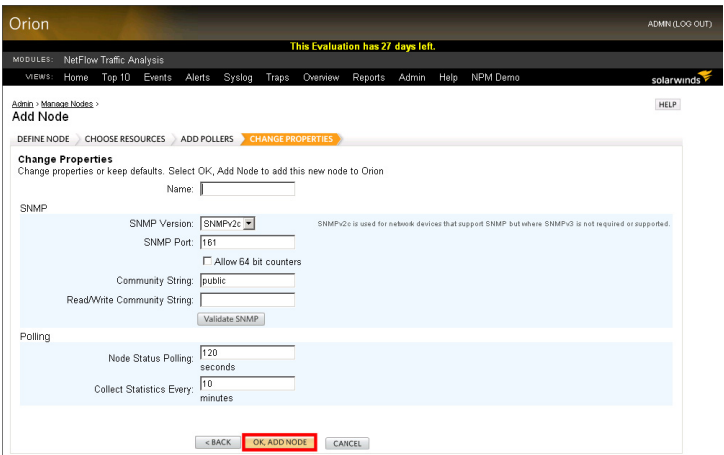 Orion
ADMIN (LOG OUT)
This Evaluation has 27 days left.
MODULES: NetFlow Traffic Analysis
VIEWS: Home Top 10 Events Alerts Syslog Traps Overview Reports Admin Help NPM Demo
solarwinds
Admin > Manage Nodes >
HELP
Add Node
DEFINE NODE CHOOSE RESOURCES ADD POLLERS CHANGE PROPERTIES
Change Properties
Change properties or keep defaults. Select OK, Add Node to add this new node to Orion
Name:
SNMP
SNMP Version: SNMPv2c SNMPv2c is used for network devices that support SNMP but where SNMPv3 is not required or supported.
SNMP Port: 161
Allow 64 bit counters
Community String: public
Read/Write Community String:
Validate SNMP
Polling
Node Status Polling: 120
seconds
Collect Statistics Every: 10
minutes
< BACK OK, ADD NODE CANCEL